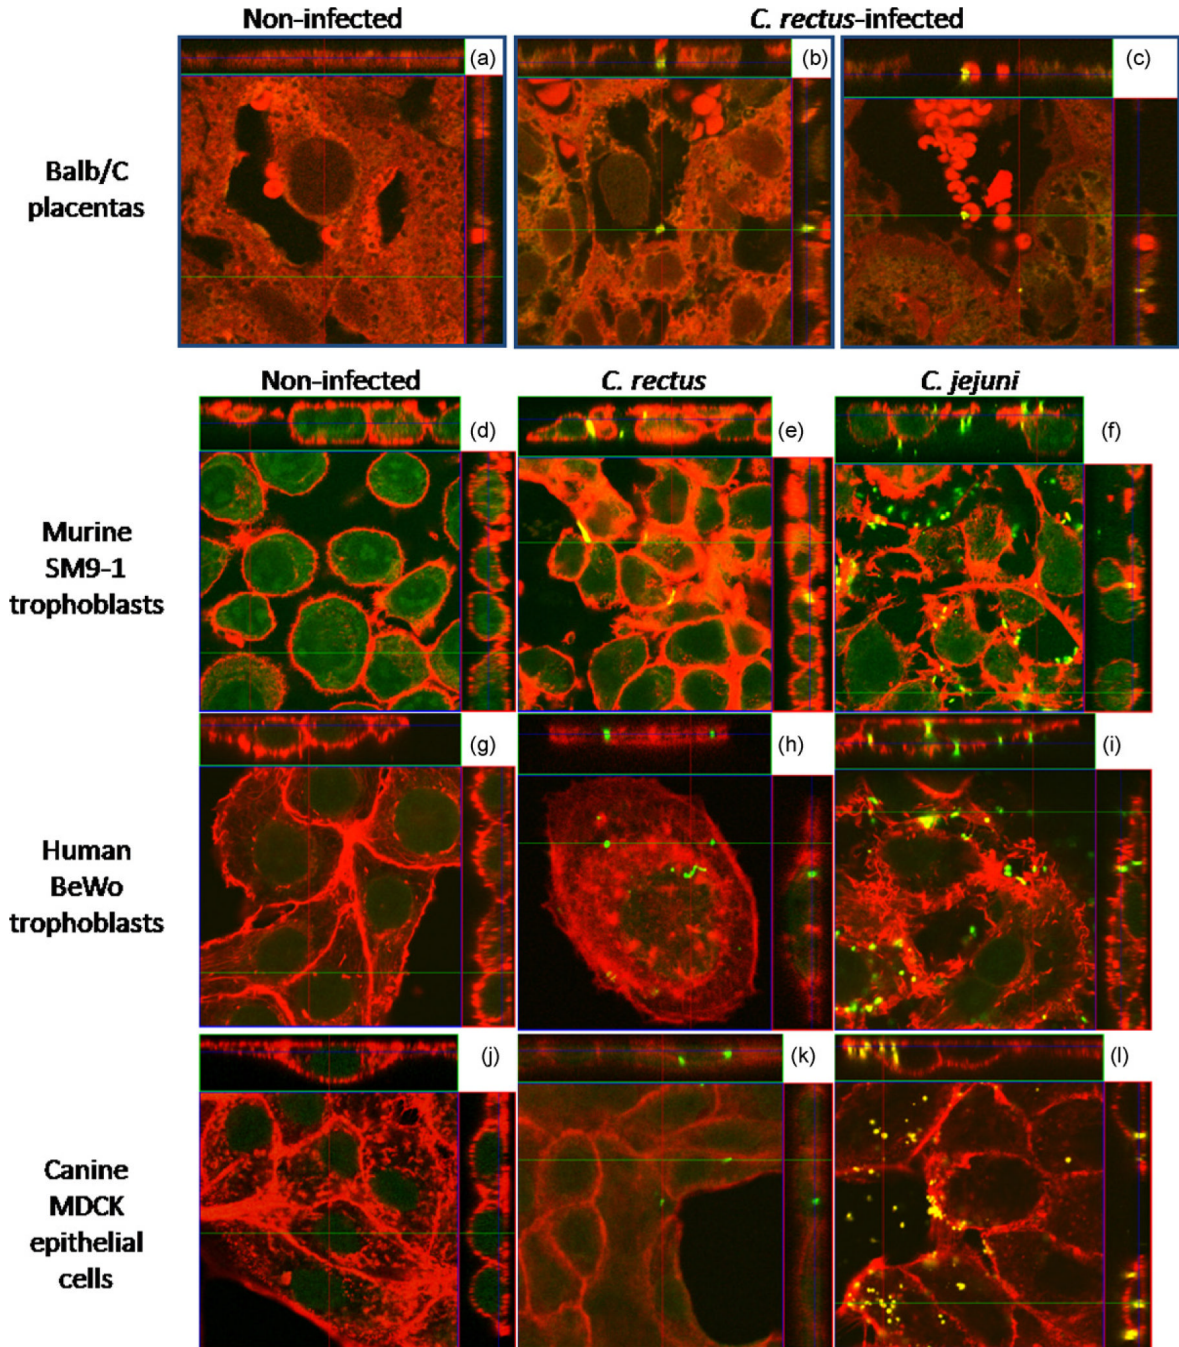 Non-infected
C. rectus-infected
(a)
(b)
(c)
Balb/C
placentas
Non-infected
C. rectus
C. jejuni
(d)
(e)
(f)
Murine
SM9-1
trophoblasts
(g)
(h)
(i)
Human
BeWo
trophoblasts
(j)
(k)
(l)
Canine
MDCK
epithelial
cells